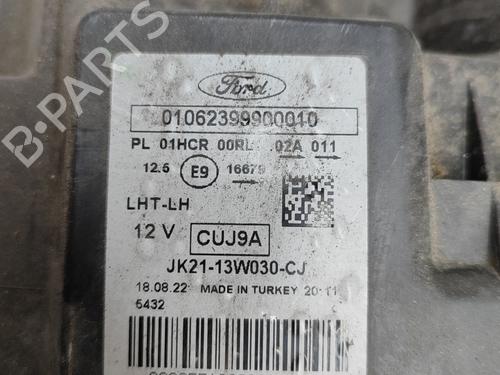 B-PARTS
Ford
01062399900010
PL 01HCR 00RL 02A 011
12.5 E9 16679
LHT-LH
12 V CUJ9A
JK21-13W030-CJ
18.08.22 MADE IN TURKEY 20:11
5432